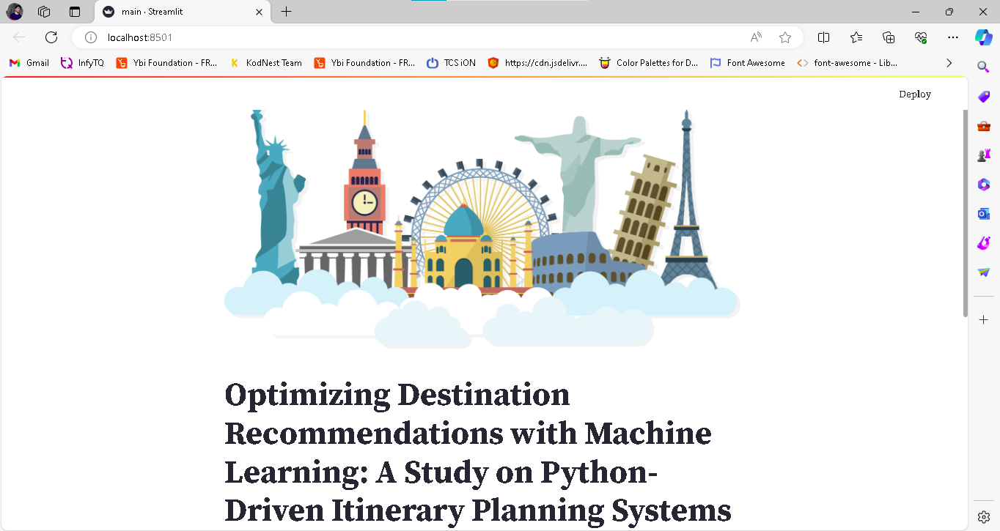 main · Streamlit
localhost:8501
Gmail InfyTQ Ybi Foundation - FR... KodNest Team Ybi Foundation - FR... TCS iON https://cdn.jsdelivr.... Color Palettes for D... Font Awesome font-awesome - Lib...
Deploy
Optimizing Destination
Recommendations with Machine
Learning: A Study on Python-
Driven Itinerary Planning Systems